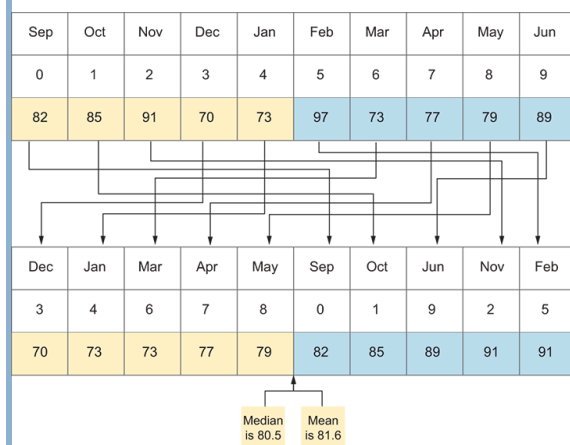 Sep Oct Nov Dec Jan Feb Mar Apr May Jun
0 1 2 3 4 5 6 7 8 9
82 85 91 70 73 97 73 77 79 89
Dec Jan Mar Apr May Sep Oct Jun Nov Feb
3 4 6 7 8 0 1 9 2 5
70 73 73 77 79 82 85 89 91 91
Median Mean
is 80.5 is 81.6